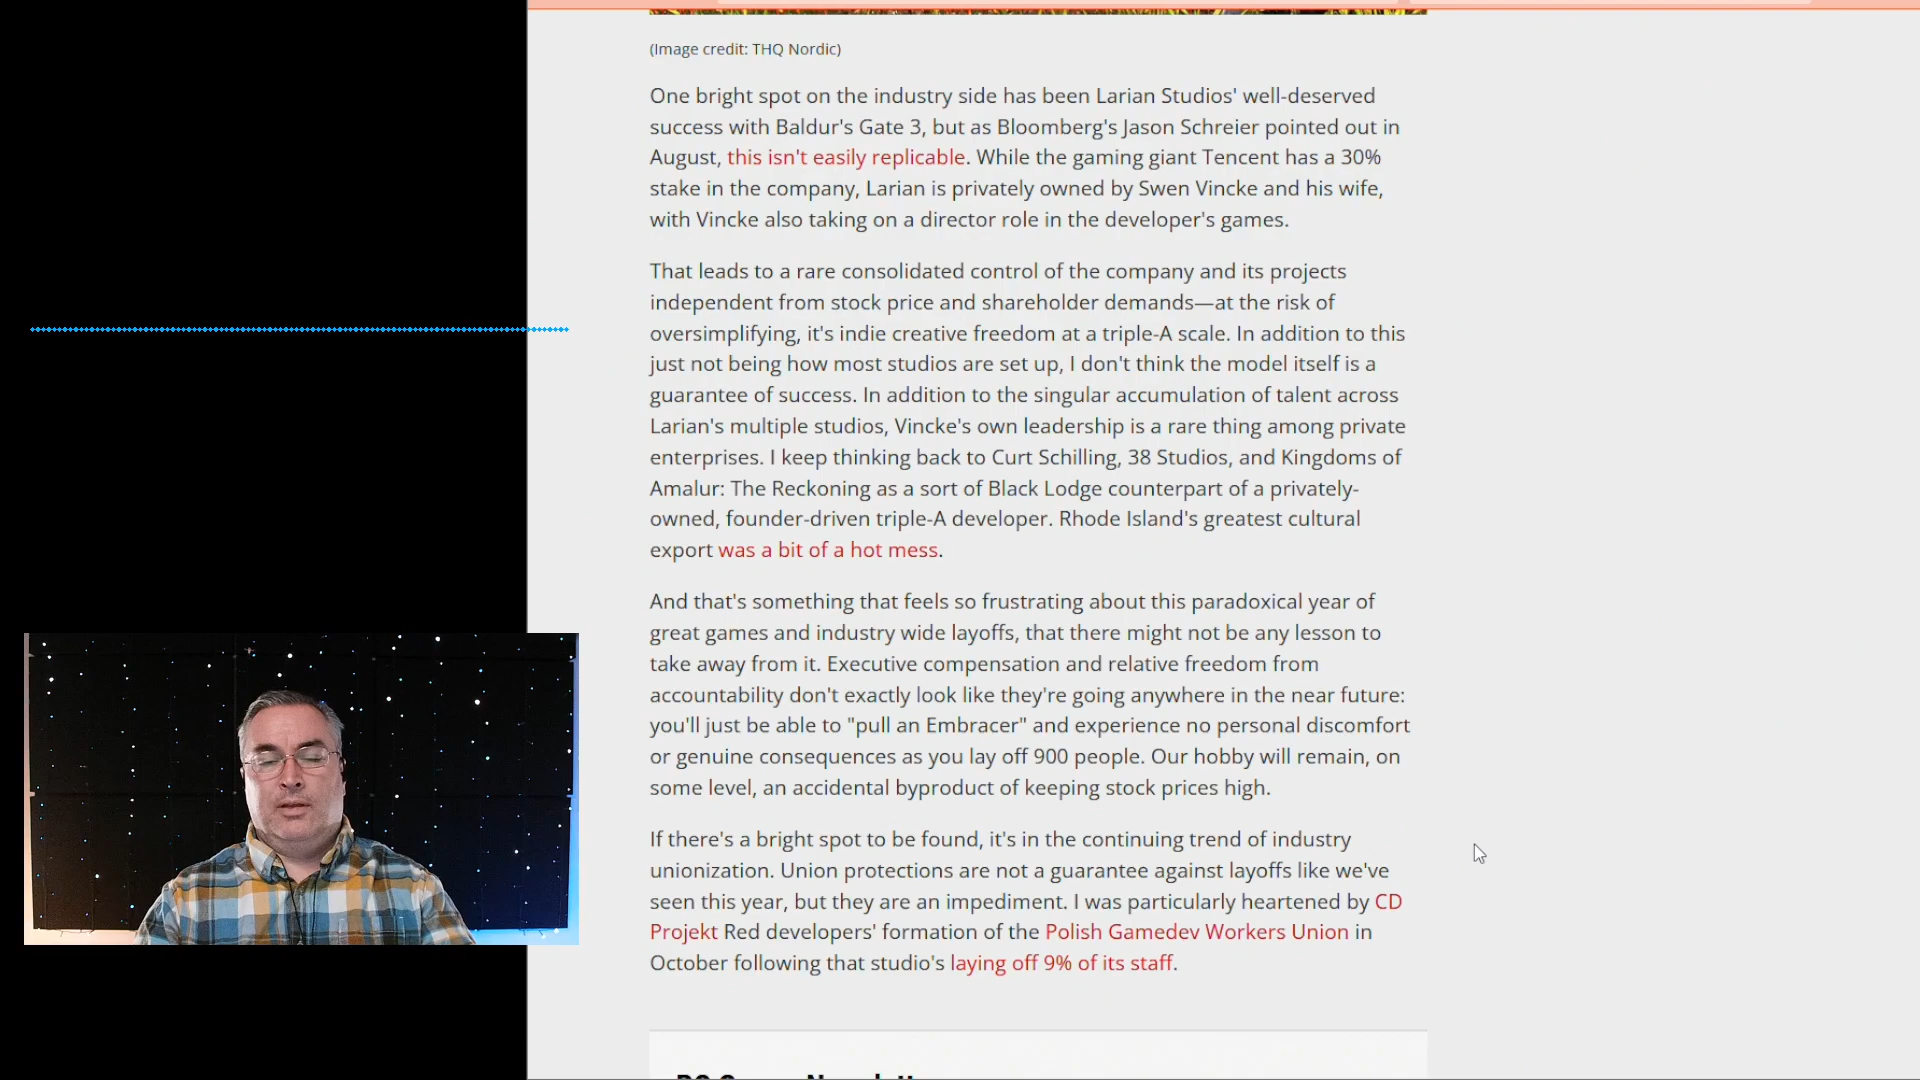 (Image credit: THQ Nordic)
One bright spot on the industry side has been Larian Studios' well-deserved
success with Baldur's Gate 3, but as Bloomberg's Jason Schreier pointed out in
August, this isn't easily replicable. While the gaming giant Tencent has a 30%
stake in the company, Larian is privately owned by Swen Vincke and his wife,
with Vincke also taking on a director role in the developer's games.
That leads to a rare consolidated control of the company and its projects
independent from stock price and shareholder demands—at the risk of
oversimplifying, it's indie creative freedom at a triple-A scale. In addition to this
just not being how most studios are set up, I don't think the model itself is a
guarantee of success. In addition to the singular accumulation of talent across
Larian's multiple studios, Vincke's own leadership is a rare thing among private
enterprises. I keep thinking back to Curt Schilling, 38 Studios, and Kingdoms of
Amalur: The Reckoning as a sort of Black Lodge counterpart of a privately-
owned, founder-driven triple-A developer. Rhode Island's greatest cultural
export was a bit of a hot mess.
And that's something that feels so frustrating about this paradoxical year of
great games and industry wide layoffs, that there might not be any lesson to
take away from it. Executive compensation and relative freedom from
accountability don't exactly look like they're going anywhere in the near future:
you'll just be able to "pull an Embracer" and experience no personal discomfort
or genuine consequences as you lay off 900 people. Our hobby will remain, on
some level, an accidental byproduct of keeping stock prices high.
If there's a bright spot to be found, it's in the continuing trend of industry
unionization. Union protections are not a guarantee against layoffs like we've
seen this year, but they are an impediment. I was particularly heartened by CD
Projekt Red developers' formation of the Polish Gamedev Workers Union in
October following that studio's laying off 9% of its staff.